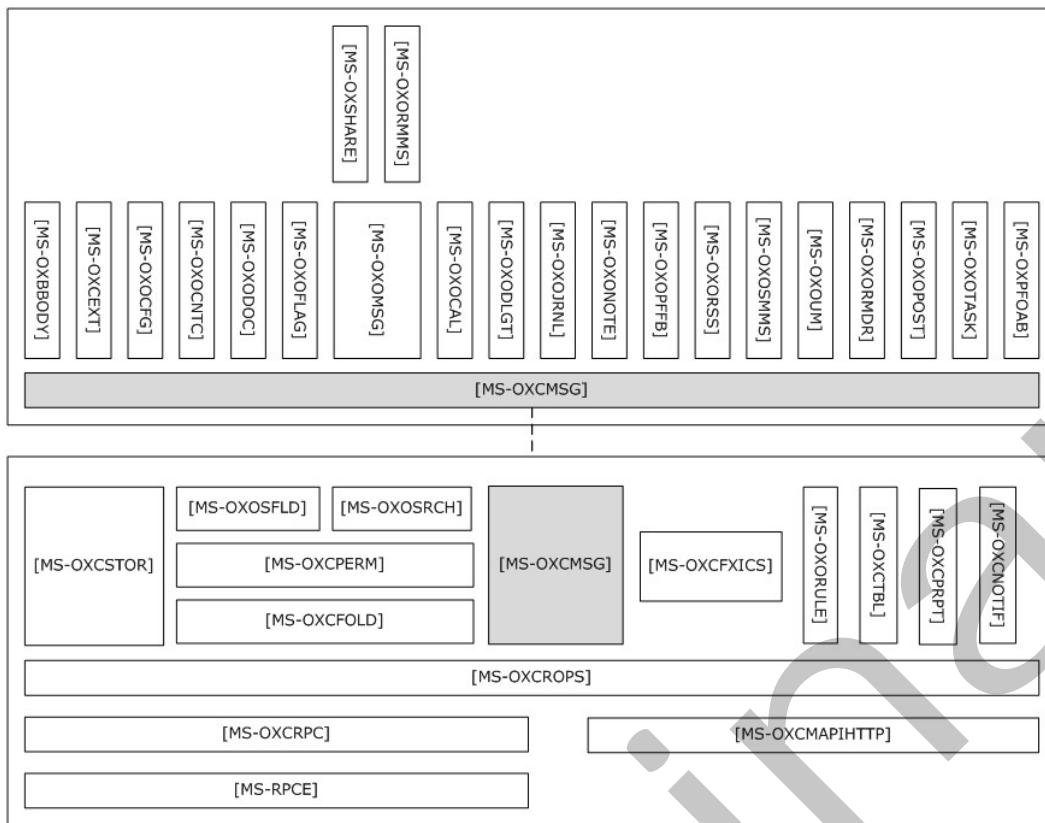 [MS-OXSHARE]
[MS-OXORMMS]
[MS-OXBBODY]
[MS-OXCEXT]
[MS-OXOCFG]
[MS-OXOCNTC]
[MS-OXODOC]
[MS-OXOFLAG]
[MS-OXOMSG]
[MS-OXOCAL]
[MS-OXODLGT]
[MS-OXOJRNL]
[MS-OXONOTE]
[MS-OXOPFFB]
[MS-OXORSS]
[MS-OXOSMMS]
[MS-OXOUM]
[MS-OXORMDR]
[MS-OXOPOST]
[MS-OXOTASK]
[MS-OXPFOAB]
[MS-OXCMSG]
[MS-OXCSTOR]
[MS-OXOSFLD]
[MS-OXOSRCH]
[MS-OXCPERM]
[MS-OXCFOLD]
[MS-OXCMSG]
[MS-OXCFXICS]
[MS-OXORULE]
[MS-OXCTBL]
[MS-OXCPRPT]
[MS-OXCNOTIF]
[MS-OXCROPS]
[MS-OXCRPC]
[MS-OXCMAPIHTTP]
[MS-RPCE]
ina